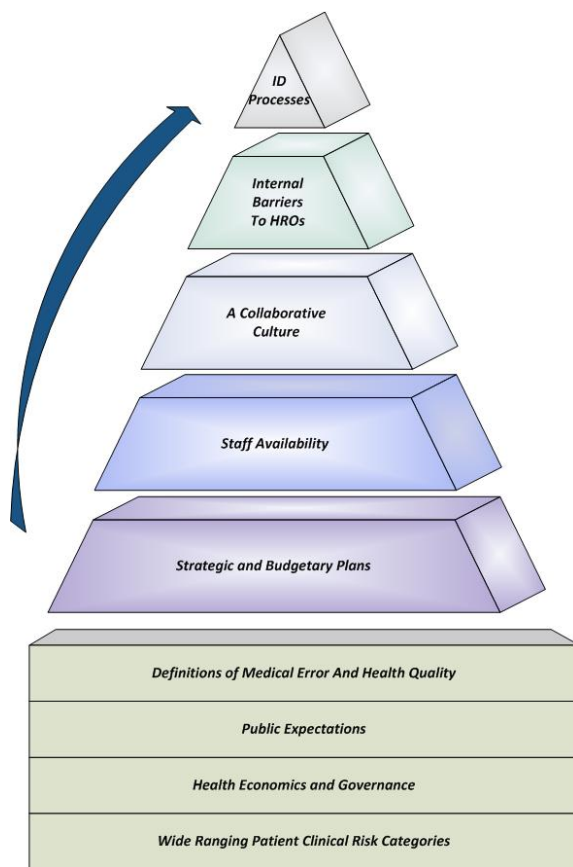 ID
Processes
Internal
Barriers
To HROs
A Collaborative
Culture
Staff Availability
Strategic and Budgetary Plans
Definitions of Medical Error And Health Quality
Public Expectations
Health Economics and Governance
Wide Ranging Patient Clinical Risk Categories